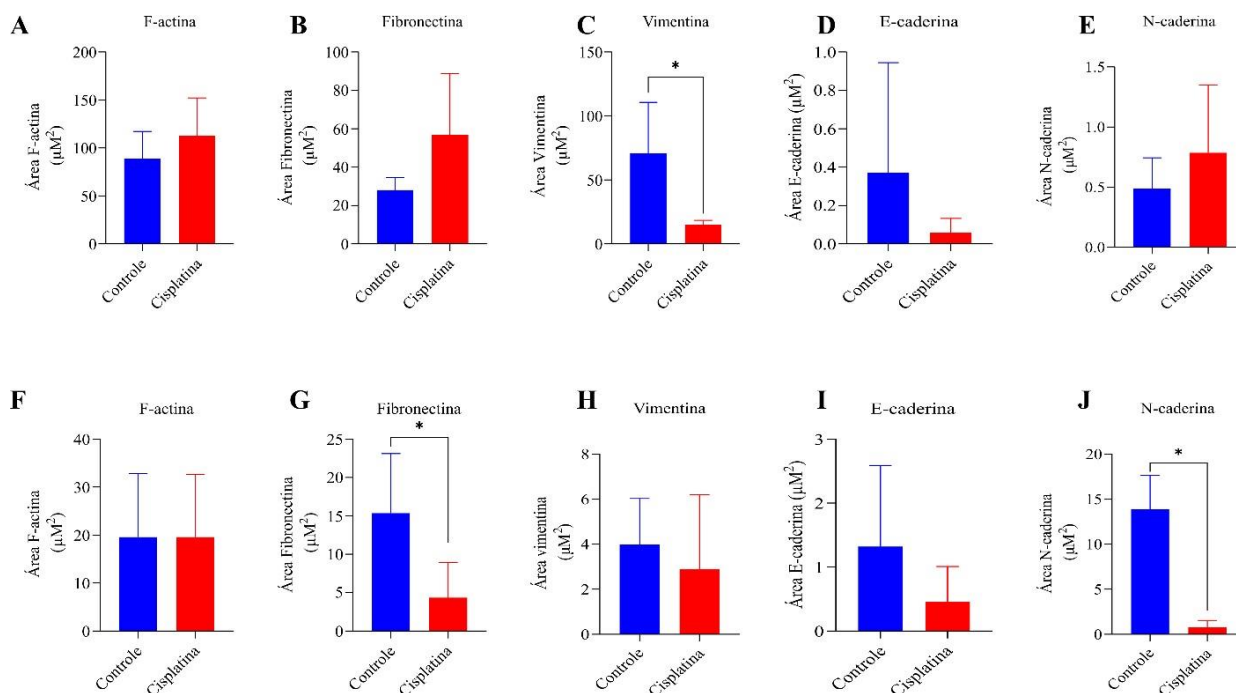 A
F-actina
Área F-actina
(μM²)
200
150
100
50
0
Controle
Cisplatina
B
Fibronectina
Área Fibronectina
(μM²)
100
80
60
40
20
0
Controle
Cisplatina
C
Vimentina
Área Vimentina
(μM²)
150
100
50
0
*
Controle
Cisplatina
D
E-caderina
Área E-caderina (μM²)
1.0
0.8
0.6
0.4
0.2
0.0
Controle
Cisplatina
E
N-caderina
Área N-caderina
(μM²)
1.5
1.0
0.5
0.0
Controle
Cisplatina
F
F-actina
Área F-actina
(μM²)
40
30
20
10
0
Controle
Cisplatina
G
Fibronectina
Área Fibronectina
(μM²)
25
20
15
10
5
0
*
Controle
Cisplatina
H
Vimentina
Área vimentina
(μM²)
8
6
4
2
0
Controle
Cisplatina
I
E-caderina
Área E-caderina (μM²)
3
2
1
0
Controle
Cisplatina
J
N-caderina
Área N-caderina
(μM²)
20
15
10
5
0
*
Controle
Cisplatina